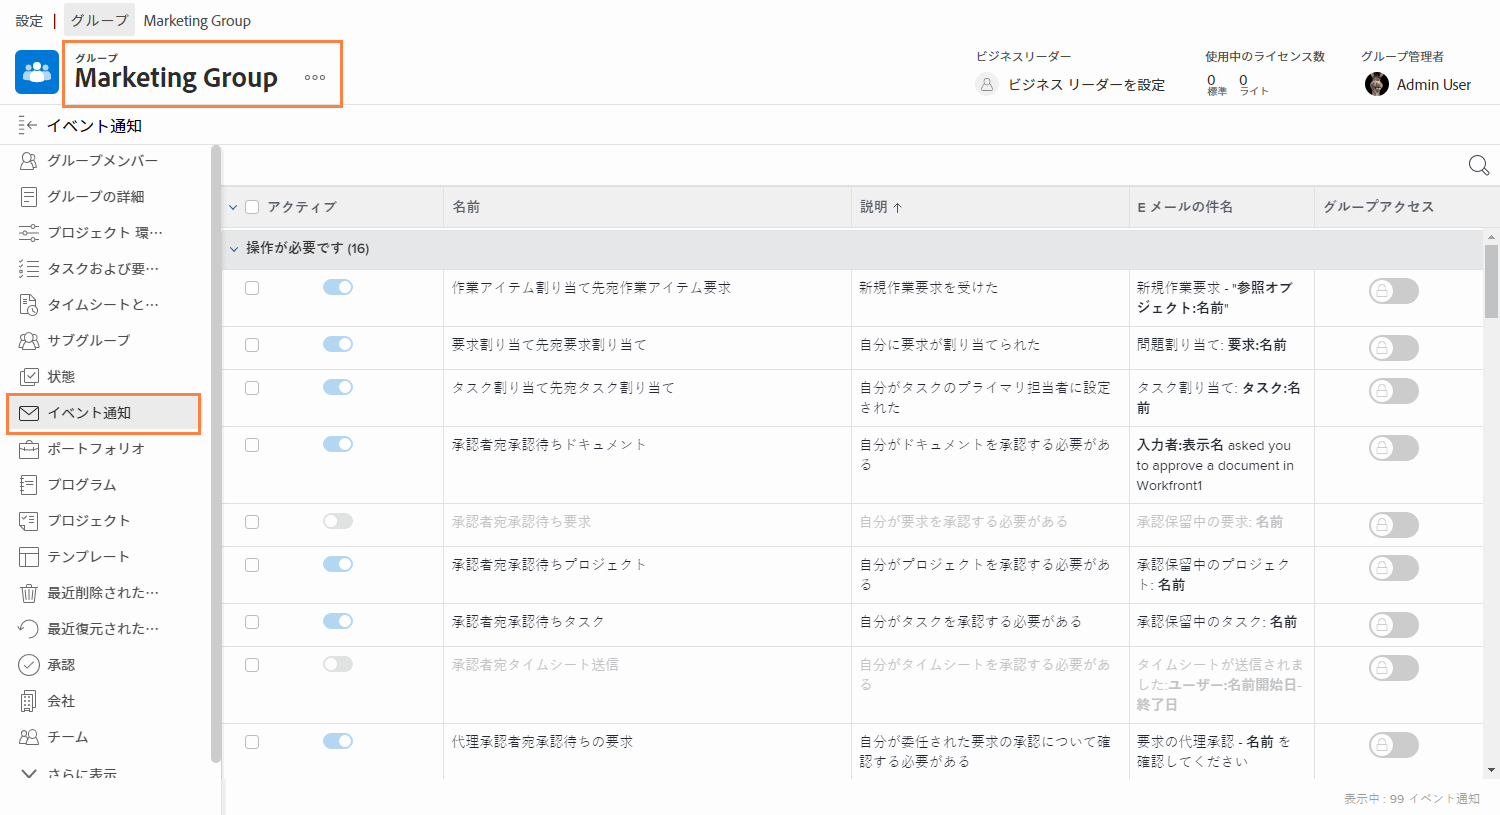 設定 | グループ Marketing Group
グループ
Marketing Group
ビジネスリーダー
ビジネス リーダーを設定
使用中のライセンス数
0 0
標準 ライト
グループ管理者
Admin User
イベント通知
グループメンバー
グループの詳細
プロジェクト 環…
タスクおよび要…
タイムシートと…
サブグループ
状態
イベント通知
ポートフォリオ
プログラム
プロジェクト
テンプレート
最近削除された…
最近復元された…
承認
会社
チーム
さらに表示
アクティブ 名前 説明 E メールの件名 グループアクセス
操作が必要です (16)
作業アイテム割り当て先宛作業アイテム要求
新規作業要求を受けた
新規作業要求 - "参照オブ
ジェクト:名前"
要求割り当て先宛要求割り当て
自分に要求が割り当てられた
問題割り当て: 要求:名前
タスク割り当て先宛タスク割り当て
自分がタスクのプライマリ担当者に設定
された
タスク割り当て: タスク:名
前
承認者宛承認待ちドキュメント
自分がドキュメントを承認する必要があ
る
入力者:表示名 asked you
to approve a document in
Workfront1
承認者宛承認待ち要求
自分が要求を承認する必要がある
承認保留中の要求: 名前
承認者宛承認待ちプロジェクト
自分がプロジェクトを承認する必要があ
る
承認保留中のプロジェク
ト: 名前
承認者宛承認待ちタスク
自分がタスクを承認する必要がある
承認保留中のタスク: 名前
承認者宛タイムシート送信
自分がタイムシートを承認する必要があ
る
タイムシートが送信されま
した:ユーザー:名前開始日-
終了日
代理承認者宛承認待ちの要求
自分が委任された要求の承認について確
認する必要がある
要求の代理承認 - 名前 を
確認してください
表示中 : 99 イベント通知